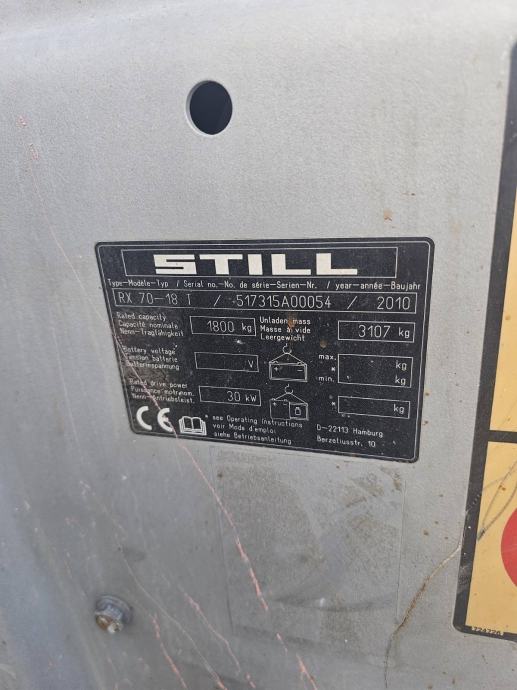 STILL
Type-Modèle-Typ / Serial no.-No. de série-Serien-Nr. / year-année-Baujahr
RX 70-18 T / 517315A00054 / 2010
Rated capacity
Capacité nominale
Nenn-Tragfähigkeit
1800 kg
Unladen mass
Masse à vide
Leergewicht
3107 kg
Battery voltage
Tension batterie
Batteriespannung
V
max. kg
*
min. kg
Rated drive power
Puissance motr.nom.
Nenn-Antriebsleist.
30 kW
* kg
CE
see Operating Instructions
voir Mode d'emploi
siehe Betriebsanleitung
D-22113 Hamburg
Berzeliusstr. 10